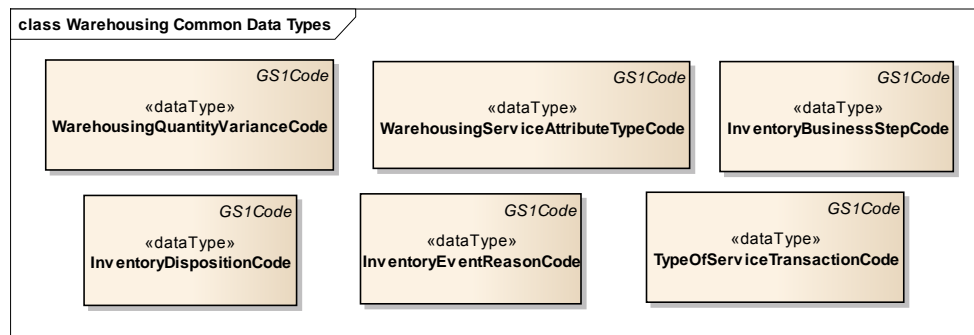 class Warehousing Common Data Types
GS1Code
«dataType»
WarehousingQuantityVarianceCode
GS1Code
«dataType»
WarehousingServiceAttributeTypeCode
GS1Code
«dataType»
InventoryBusinessStepCode
GS1Code
«dataType»
InventoryDispositionCode
GS1Code
«dataType»
InventoryEventReasonCode
GS1Code
«dataType»
TypeOfServiceTransactionCode